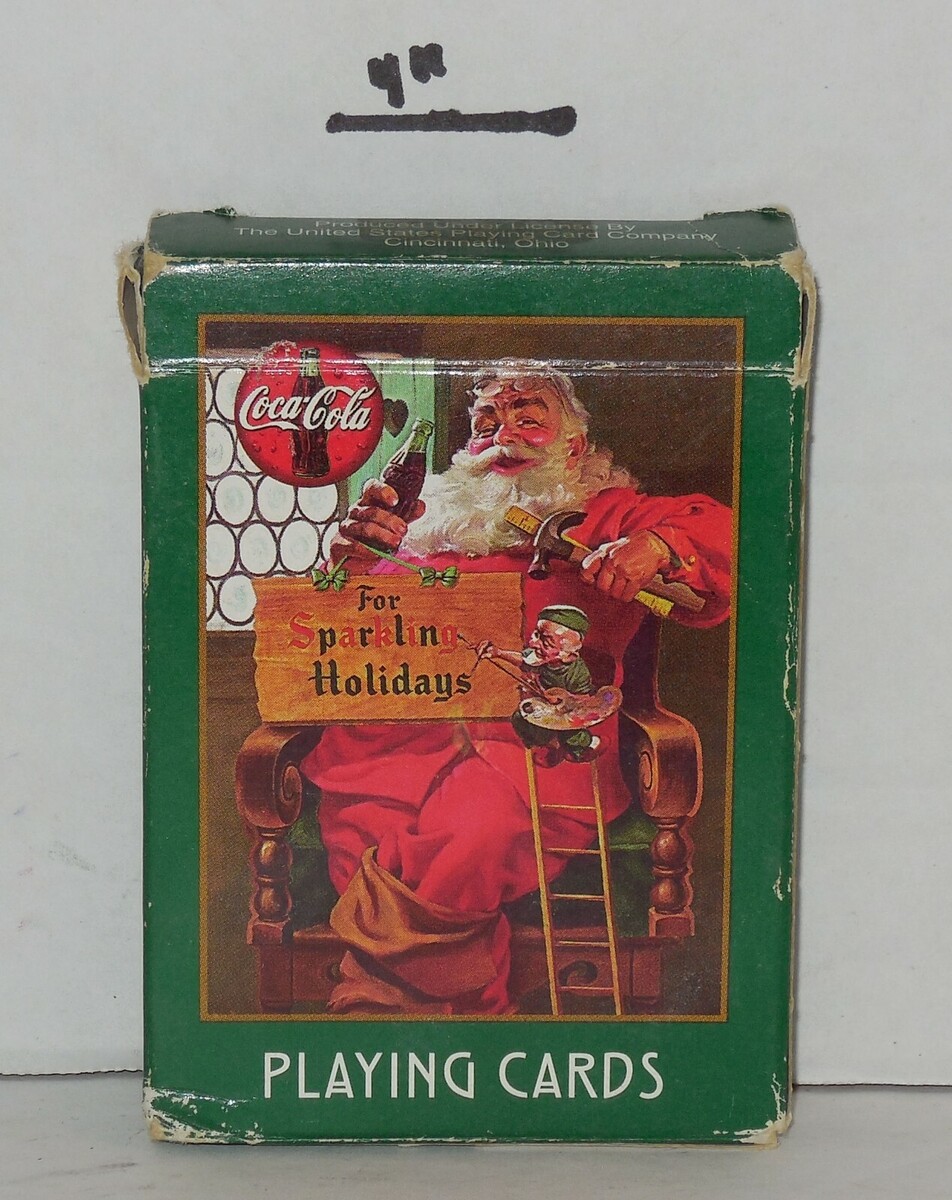 4"
Produced Under License By
The United States Playing Card Company
Cincinnati, Ohio
Coca-Cola
For
Sparkling
Holidays
PLAYING CARDS